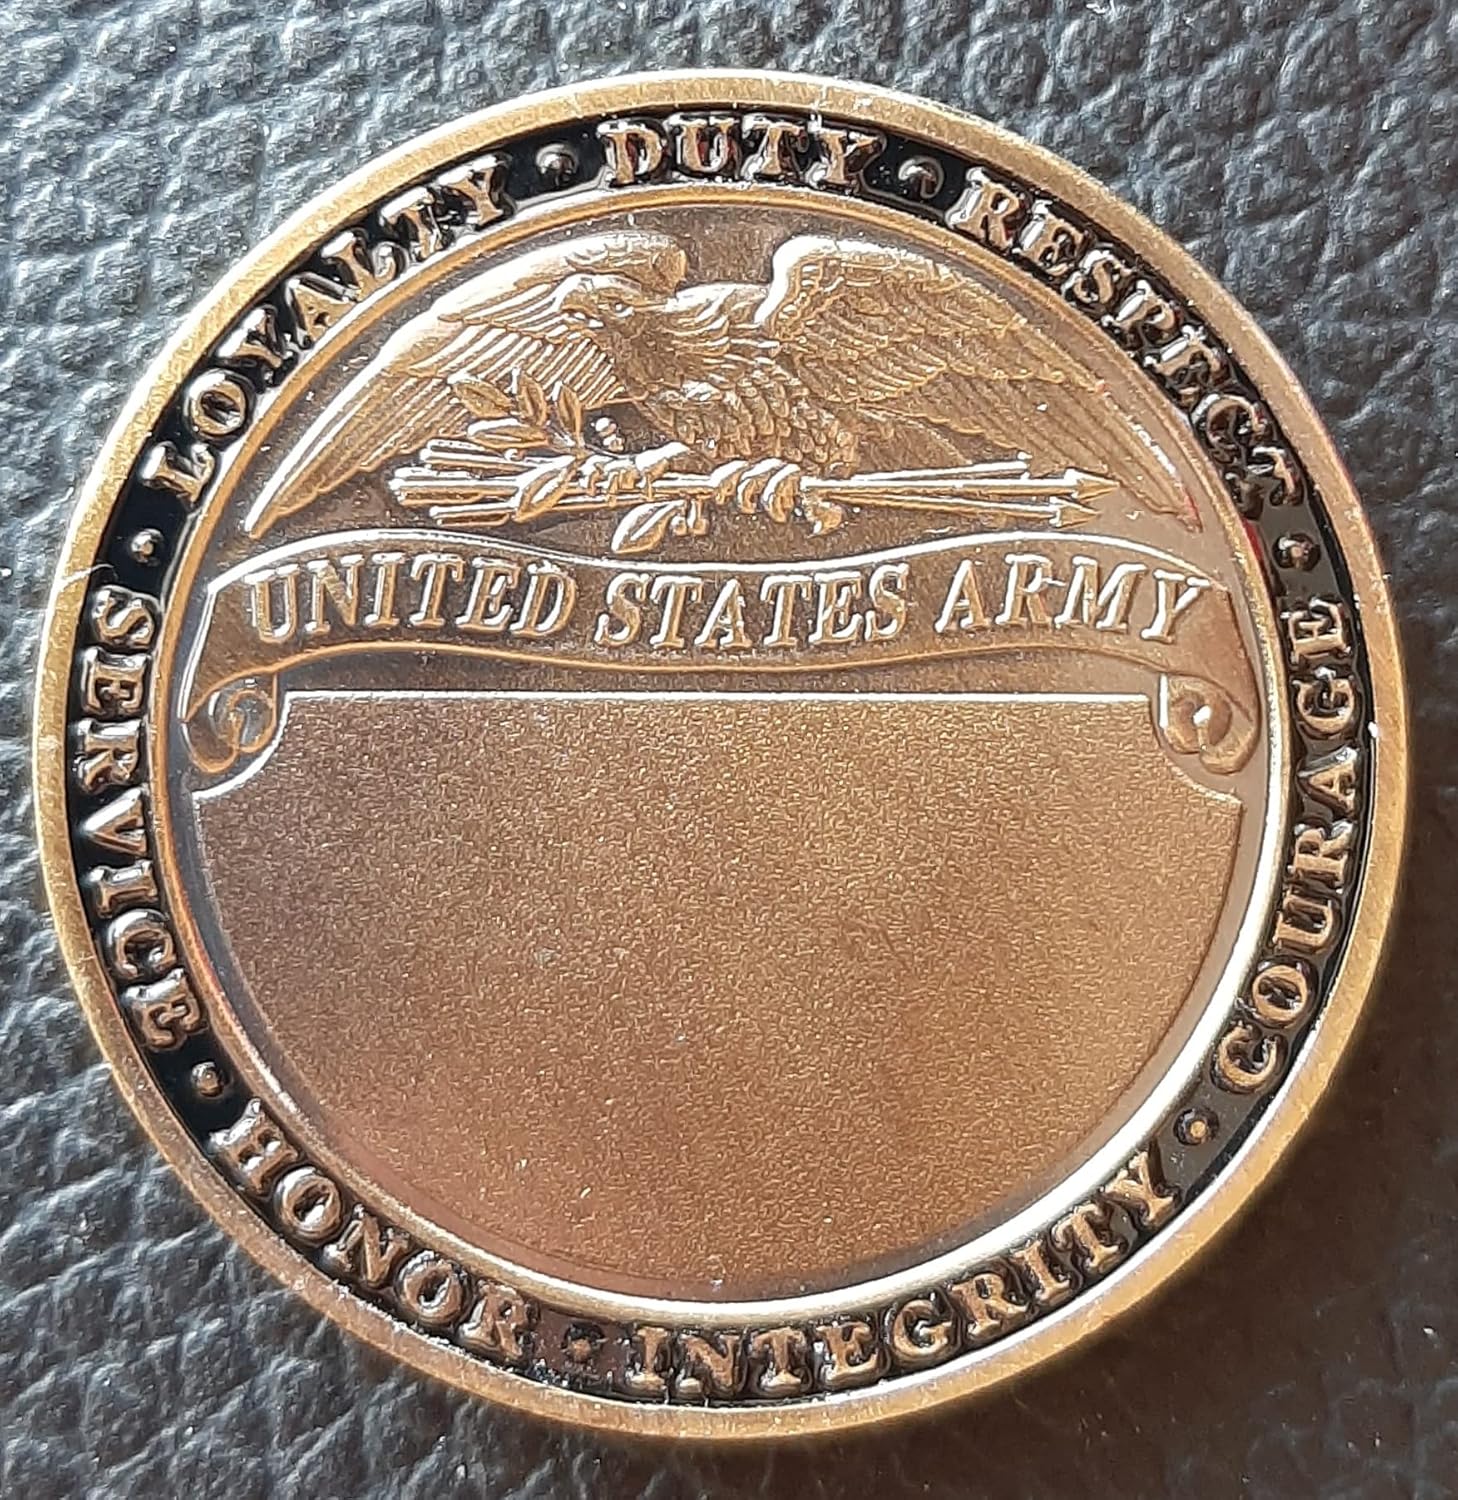 LOYALTY · DUTY · RESPECT · COURAGE · INTEGRITY · HONOR · SERVICE ·
UNITED STATES ARMY